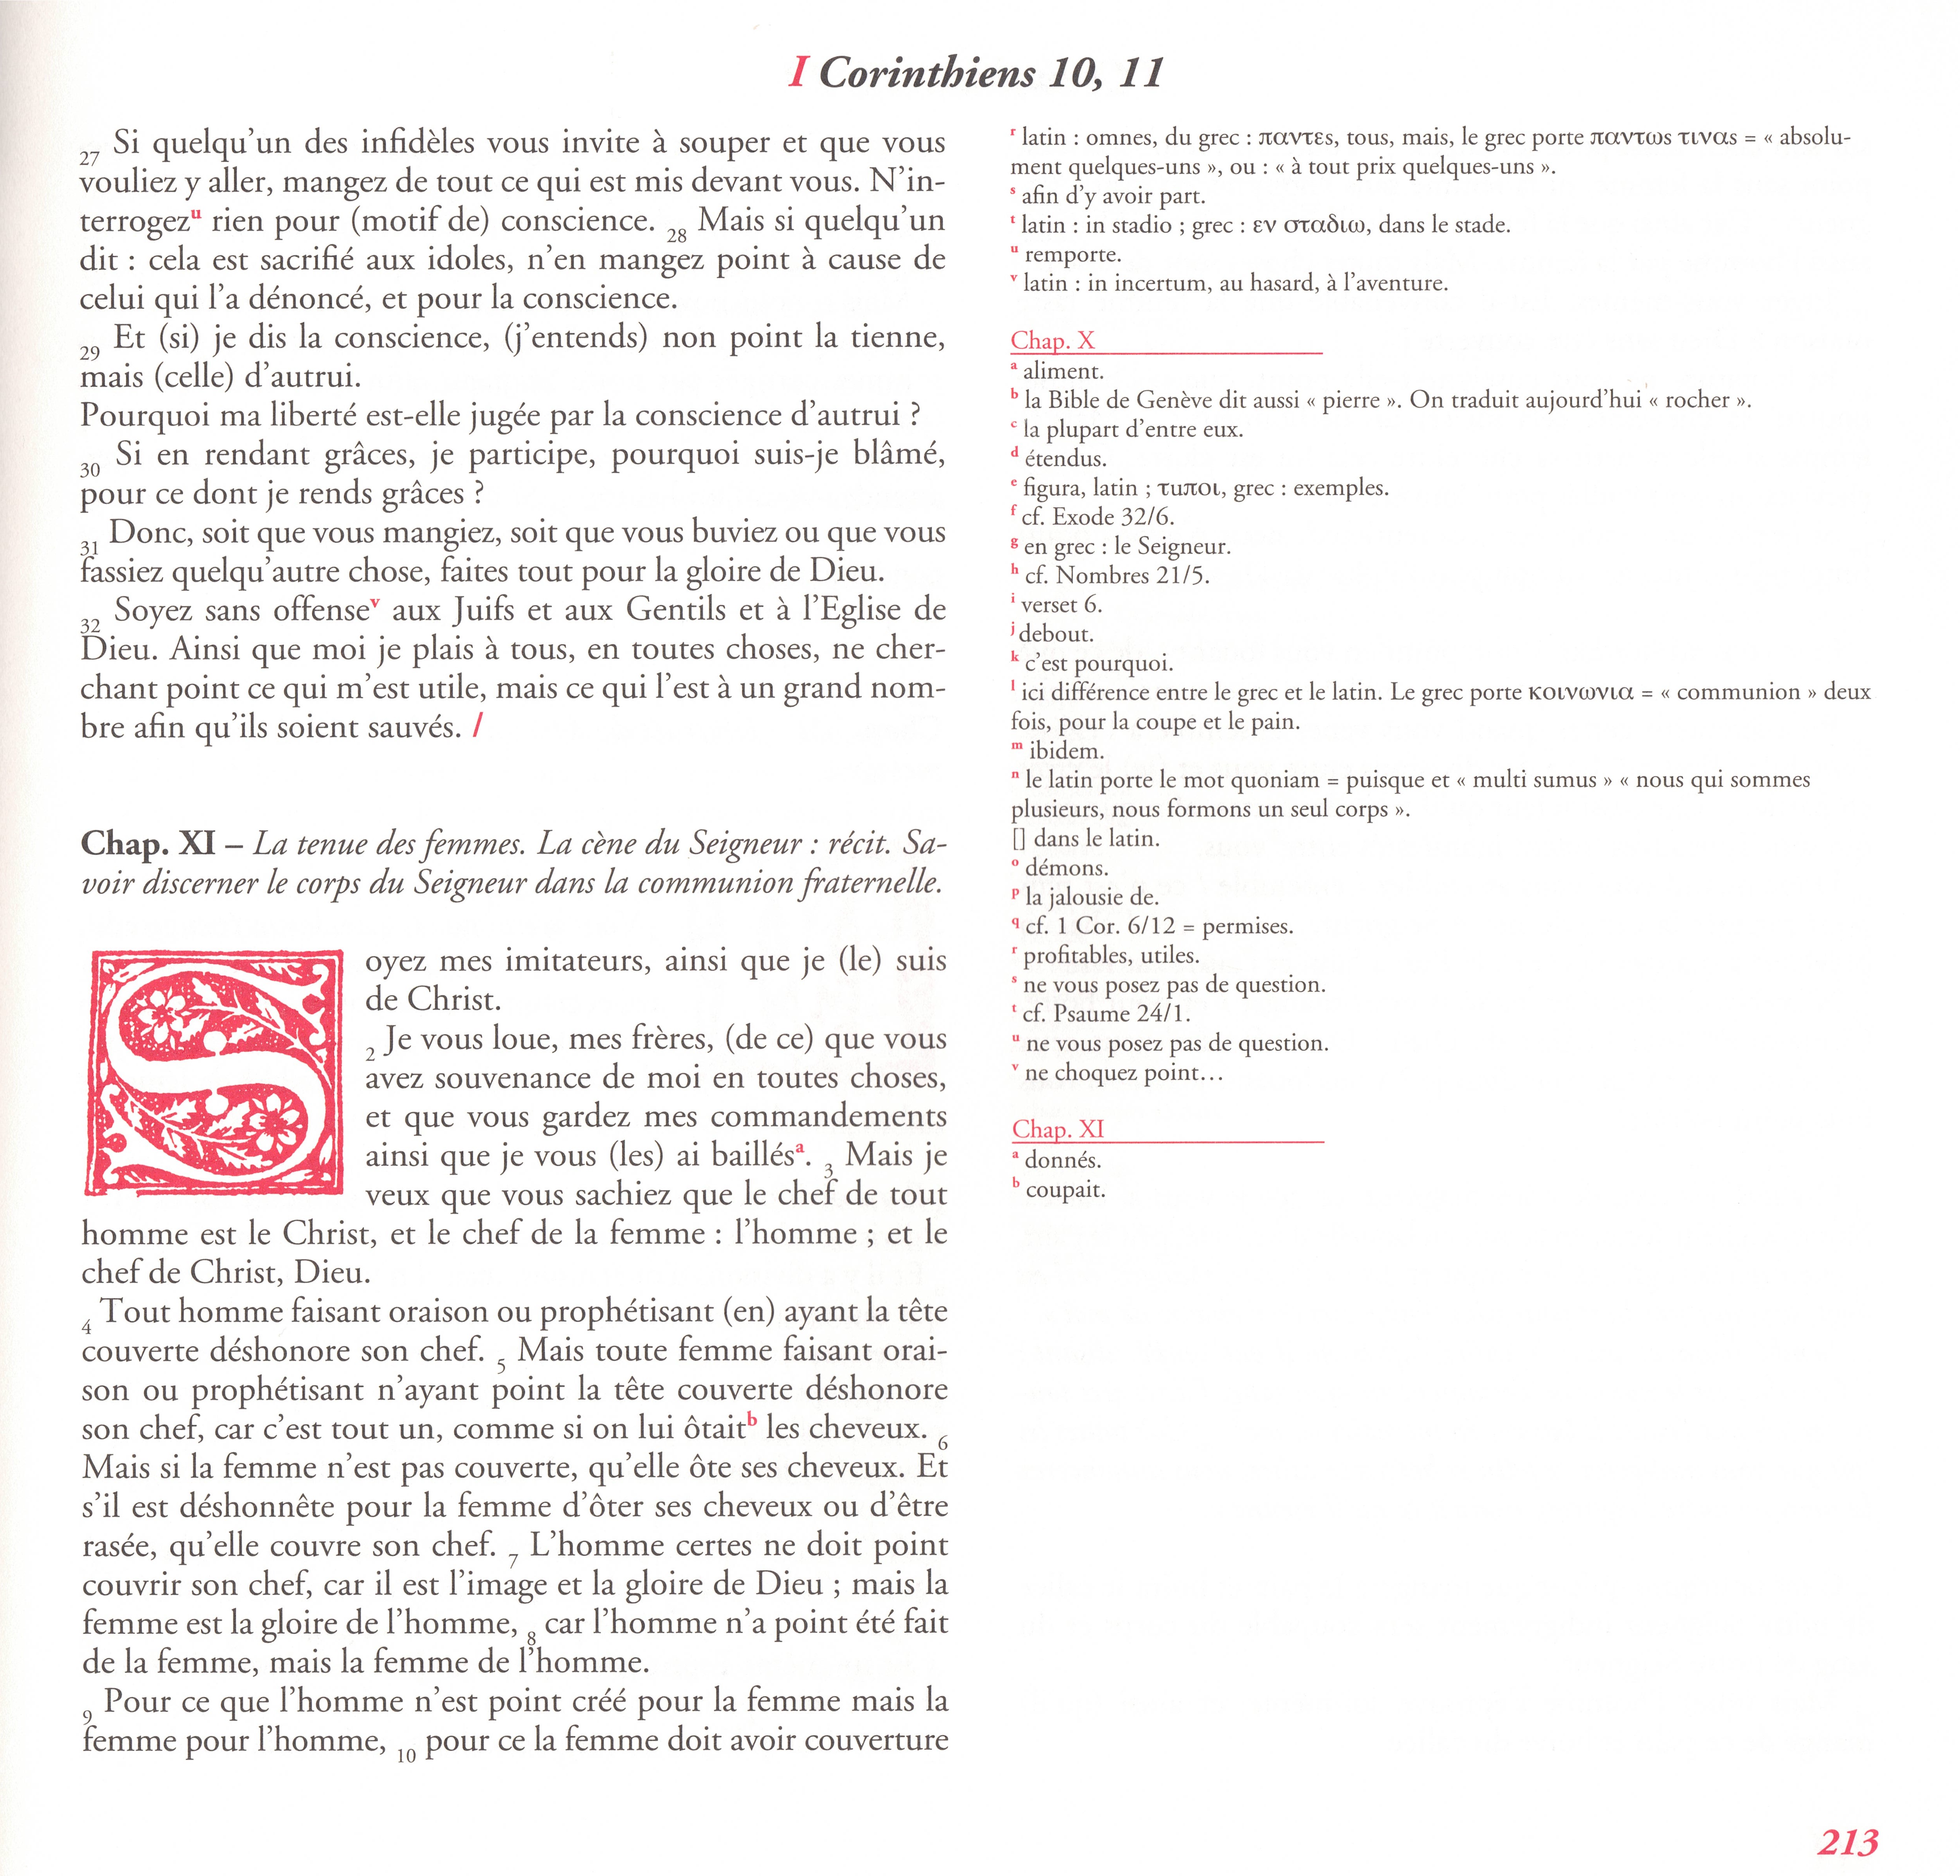 I Corinthiens 10, 11
27 Si quelqu'un des infidèles vous invite à souper et que vous
vouliez y aller, mangez de tout ce qui est mis devant vous. N'in-
terrogezu rien pour (motif de) conscience. 28 Mais si quelqu'un
dit : cela est sacrifié aux idoles, n'en mangez point à cause de
celui qui l'a dénoncé, et pour la conscience.
29 Et (si) je dis la conscience, (j'entends) non point la tienne,
mais (celle) d'autrui.
Pourquoi ma liberté est-elle jugée par la conscience d'autrui ?
30 Si en rendant grâces, je participe, pourquoi suis-je blâmé,
pour ce dont je rends grâces ?
31 Donc, soit que vous mangiez, soit que vous buviez ou que vous
fassiez quelqu'autre chose, faites tout pour la gloire de Dieu.
32 Soyez sans offensev aux Juifs et aux Gentils et à l'Eglise de
Dieu. Ainsi que moi je plais à tous, en toutes choses, ne cher-
chant point ce qui m'est utile, mais ce qui l'est à un grand nom-
bre afin qu'ils soient sauvés. /
Chap. XI – La tenue des femmes. La cène du Seigneur : récit. Sa-
voir discerner le corps du Seigneur dans la communion fraternelle.
Soyez mes imitateurs, ainsi que je (le) suis
de Christ.
2 Je vous loue, mes frères, (de ce) que vous
avez souvenance de moi en toutes choses,
et que vous gardez mes commandements
ainsi que je vous (les) ai baillésa. 3 Mais je
veux que vous sachiez que le chef de tout
homme est le Christ, et le chef de la femme : l'homme ; et le
chef de Christ, Dieu.
4 Tout homme faisant oraison ou prophétisant (en) ayant la tête
couverte déshonore son chef. 5 Mais toute femme faisant orai-
son ou prophétisant n'ayant point la tête couverte déshonore
son chef, car c'est tout un, comme si on lui ôtaitb les cheveux. 6
Mais si la femme n'est pas couverte, qu'elle ôte ses cheveux. Et
s'il est déshonnête pour la femme d'ôter ses cheveux ou d'être
rasée, qu'elle couvre son chef. 7 L'homme certes ne doit point
couvrir son chef, car il est l'image et la gloire de Dieu ; mais la
femme est la gloire de l'homme, 8 car l'homme n'a point été fait
de la femme, mais la femme de l'homme.
9 Pour ce que l'homme n'est point créé pour la femme mais la
femme pour l'homme, 10 pour ce la femme doit avoir couverture
r latin : omnes, du grec : παντες, tous, mais, le grec porte παντως τινας = « absolu-
ment quelques-uns », ou : « à tout prix quelques-uns ».
s afin d'y avoir part.
t latin : in stadio ; grec : εν σταδιω, dans le stade.
u remporte.
v latin : in incertum, au hasard, à l'aventure.
Chap. X
a aliment.
b la Bible de Genève dit aussi « pierre ». On traduit aujourd'hui « rocher ».
c la plupart d'entre eux.
d étendus.
e figura, latin ; τυποι, grec : exemples.
f cf. Exode 32/6.
g en grec : le Seigneur.
h cf. Nombres 21/5.
i verset 6.
j debout.
k c'est pourquoi.
l ici différence entre le grec et le latin. Le grec porte κοινωνια = « communion » deux
fois, pour la coupe et le pain.
m ibidem.
n le latin porte le mot quoniam = puisque et « multi sumus » « nous qui sommes
plusieurs, nous formons un seul corps ».
[] dans le latin.
o démons.
p la jalousie de.
q cf. 1 Cor. 6/12 = permises.
r profitables, utiles.
s ne vous posez pas de question.
t cf. Psaume 24/1.
u ne vous posez pas de question.
v ne choquez point…
Chap. XI
a donnés.
b coupait.
213